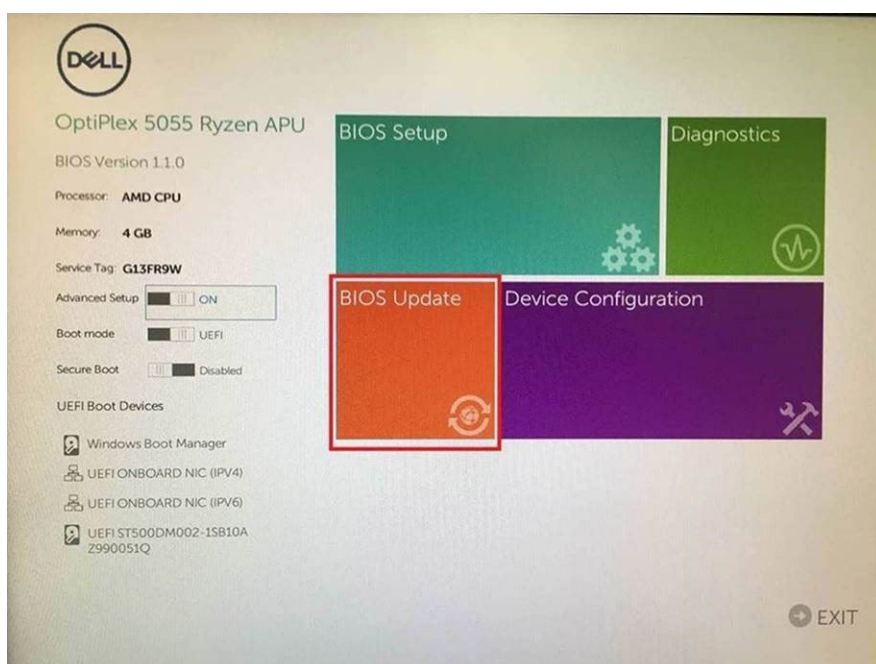 DELL
OptiPlex 5055 Ryzen APU
BIOS Version 1.1.0
Processor: AMD CPU
Memory: 4 GB
Service Tag: G13FR9W
Advanced Setup ON
Boot mode UEFI
Secure Boot Disabled
UEFI Boot Devices
Windows Boot Manager
UEFI ONBOARD NIC (IPV4)
UEFI ONBOARD NIC (IPV6)
UEFI ST500DM002-1SB10A
Z990051Q
BIOS Setup
Diagnostics
BIOS Update
Device Configuration
EXIT